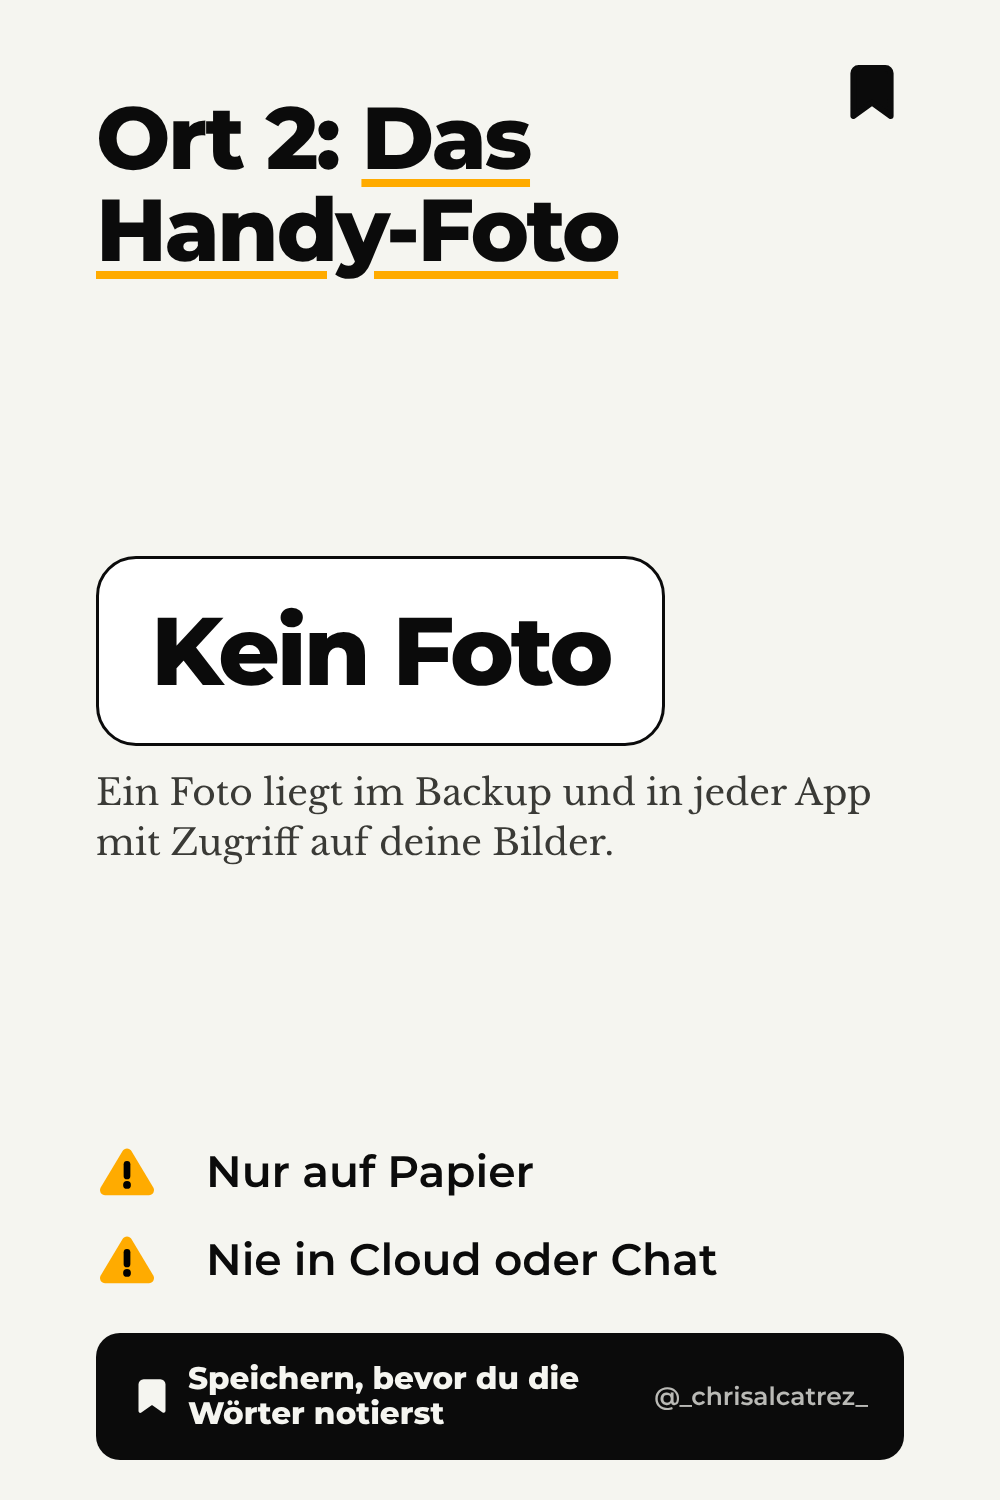 Ort 2: Das
Handy-Foto
Kein Foto
Ein Foto liegt im Backup und in jeder App
mit Zugriff auf deine Bilder.
Nur auf Papier
Nie in Cloud oder Chat
Speichern, bevor du die
Wörter notierst
@_chrisalcatrez_